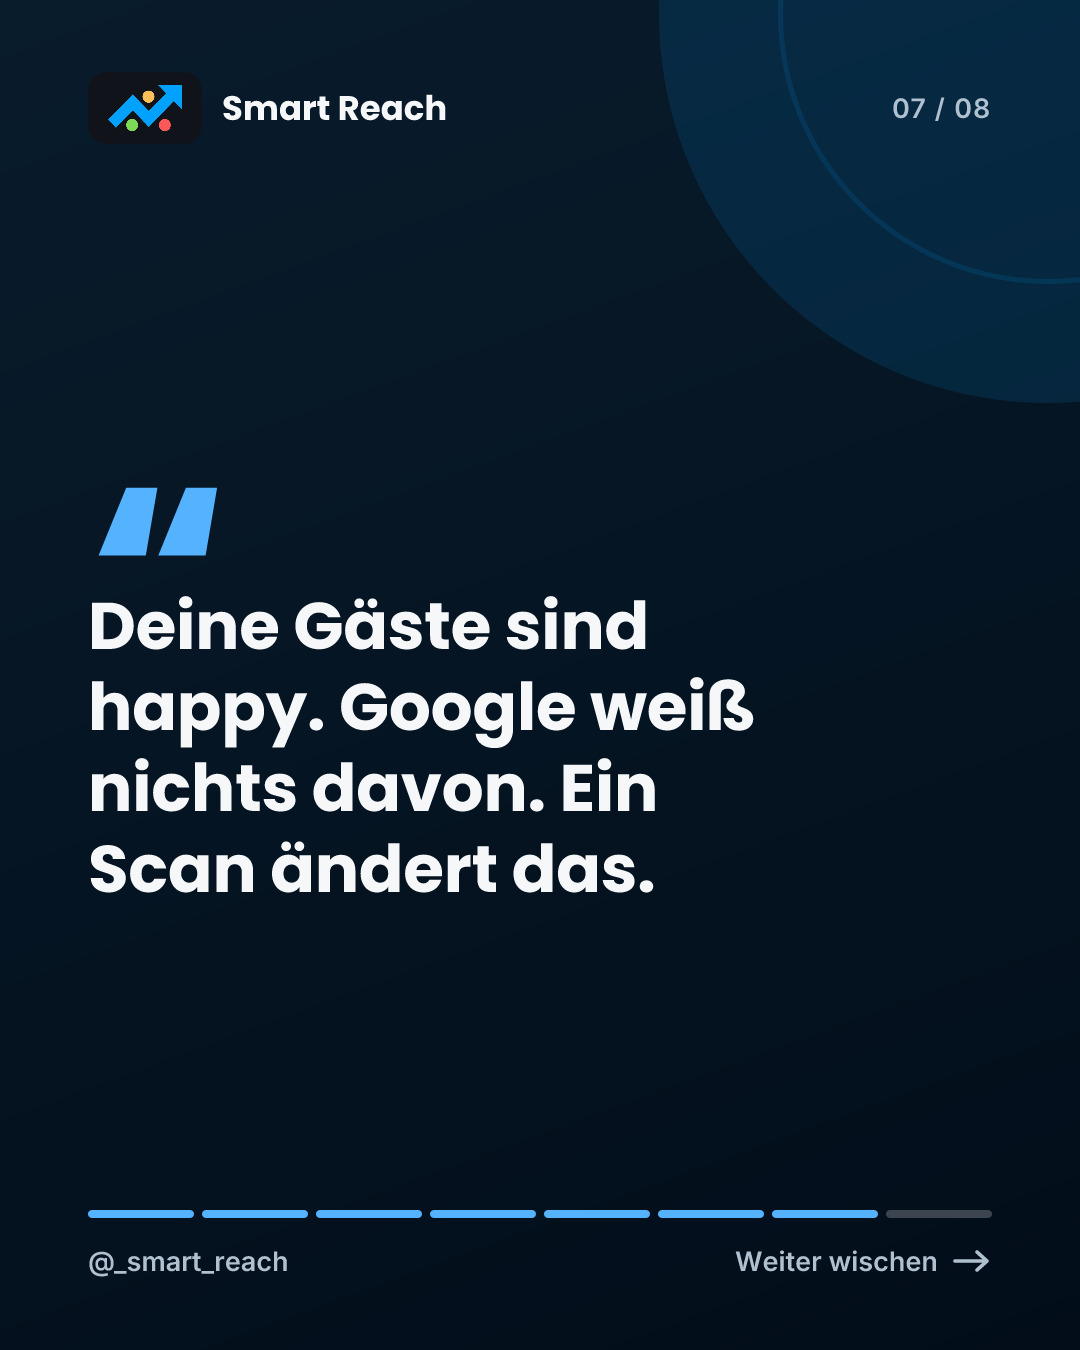 Smart Reach
07 / 08
“
Deine Gäste sind
happy. Google weiß
nichts davon. Ein
Scan ändert das.
@_smart_reach
Weiter wischen →